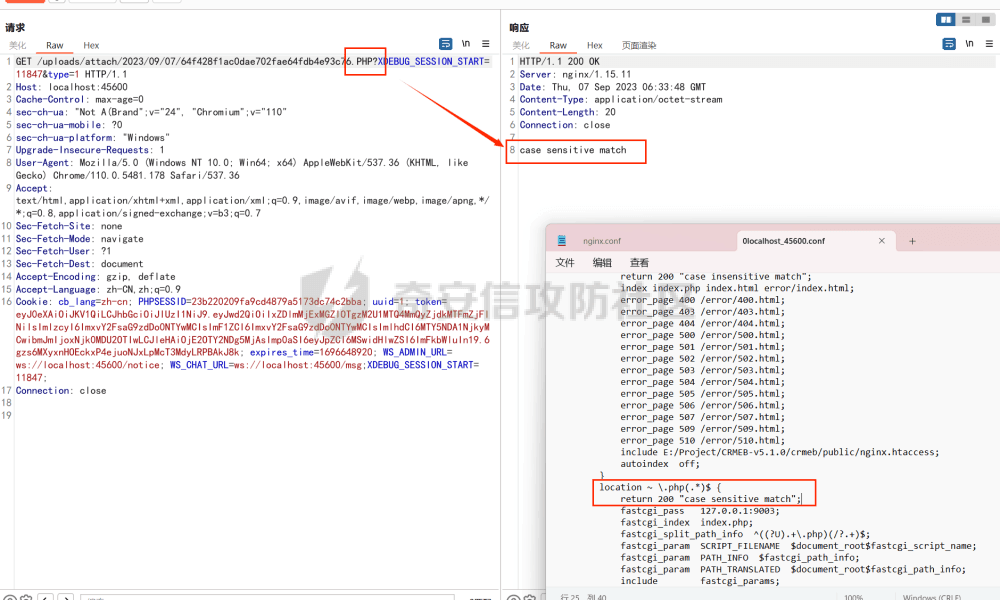 请求
美化 Raw Hex
\n
1 GET /uploads/attach/2023/09/07/64f428f1ac0dae702fae64fdb4e93c76.PHP?XDEBUG_SESSION_START=
11847&type=1 HTTP/1.1
2 Host: localhost:45600
3 Cache-Control: max-age=0
4 sec-ch-ua: "Not A(Brand";v="24", "Chromium";v="110"
5 sec-ch-ua-mobile: ?0
6 sec-ch-ua-platform: "Windows"
7 Upgrade-Insecure-Requests: 1
8 User-Agent: Mozilla/5.0 (Windows NT 10.0; Win64; x64) AppleWebKit/537.36 (KHTML, like
Gecko) Chrome/110.0.5481.178 Safari/537.36
9 Accept:
text/html,application/xhtml+xml,application/xml;q=0.9,image/avif,image/webp,image/apng,*/
*;q=0.8,application/signed-exchange;v=b3;q=0.7
10 Sec-Fetch-Site: none
11 Sec-Fetch-Mode: navigate
12 Sec-Fetch-User: ?1
13 Sec-Fetch-Dest: document
14 Accept-Encoding: gzip, deflate
15 Accept-Language: zh-CN,zh;q=0.9
16 Cookie: cb_lang=zh-cn; PHPSESSID=23b220209fa9cd4879a5173dc74c2bba; uuid=1; token=
expires_time=1696648920; WS_ADMIN_URL=
ws://localhost:45600/notice; WS_CHAT_URL=ws://localhost:45600/msg;XDEBUG_SESSION_START=
11847;
17 Connection: close
18
19
响应
美化 Raw Hex 页面渲染
\n
1 HTTP/1.1 200 OK
2 Server: nginx/1.15.11
3 Date: Thu, 07 Sep 2023 06:33:48 GMT
4 Content-Type: application/octet-stream
5 Content-Length: 20
6 Connection: close
7
8 case sensitive match
奇安信攻防社区
nginx.conf 0localhost_45600.conf
文件 编辑 查看
return 200 "case insensitive match";
index index.php index.html error/index.html;
error_page 400 /error/400.html;
error_page 403 /error/403.html;
error_page 404 /error/404.html;
error_page 500 /error/500.html;
error_page 501 /error/501.html;
error_page 502 /error/502.html;
error_page 503 /error/503.html;
error_page 504 /error/504.html;
error_page 505 /error/505.html;
error_page 506 /error/506.html;
error_page 507 /error/507.html;
error_page 509 /error/509.html;
error_page 510 /error/510.html;
include E:/Project/CRMEB-v5.1.0/crmeb/public/nginx.htaccess;
autoindex off;
}
location ~ \.php(.*)$ {
return 200 "case sensitive match";
fastcgi_pass 127.0.0.1:9003;
fastcgi_index index.php;
fastcgi_split_path_info ^((?U).+\.php)(/?.+)$;
fastcgi_param SCRIPT_FILENAME $document_root$fastcgi_script_name;
fastcgi_param PATH_INFO $fastcgi_path_info;
fastcgi_param PATH_TRANSLATED $document_root$fastcgi_path_info;
include fastcgi_params;
行 25, 列 40 100% Windows (CRLF)